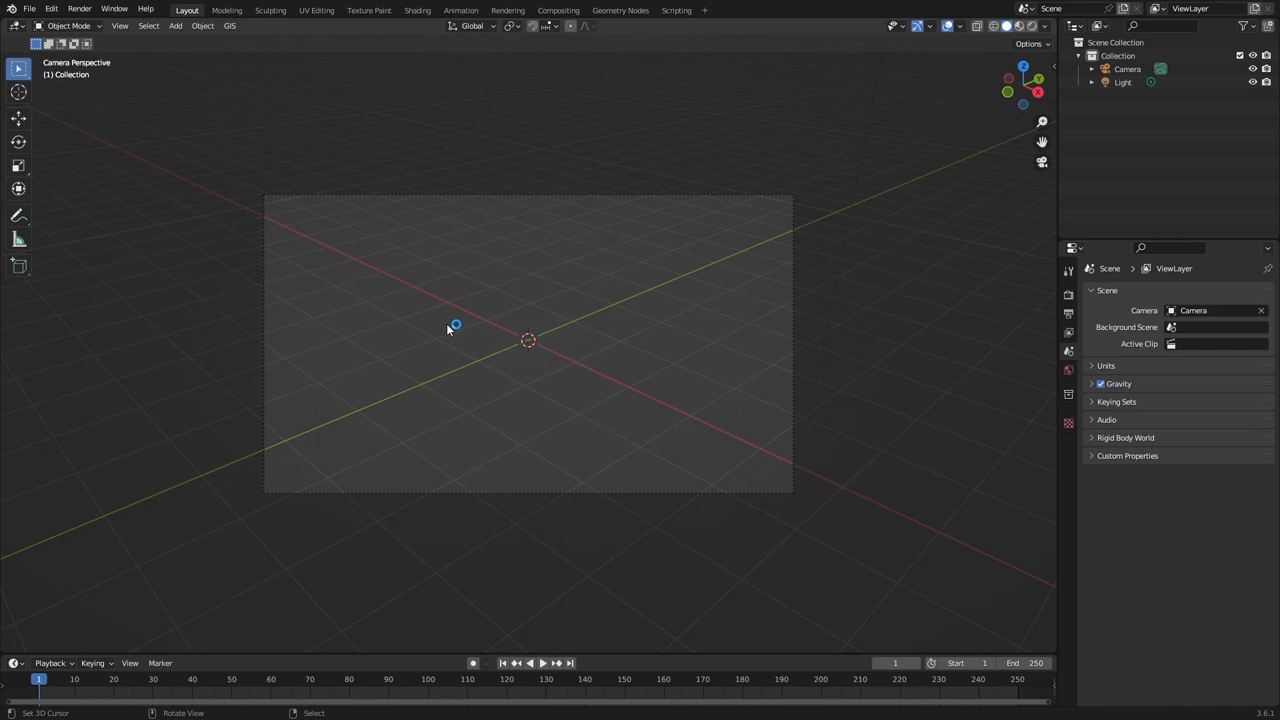 File Edit Render Window Help Layout Modeling Sculpting UV Editing Texture Paint Shading Animation Rendering Compositing Geometry Nodes Scripting + Scene ViewLayer
Object Mode View Select Add Object GIS Global
Options
Camera Perspective
(1) Collection
Z
Y
X
Scene Collection
Collection
Camera
Light
Scene > ViewLayer
Scene
Camera Camera
Background Scene
Active Clip
Units
Gravity
Keying Sets
Audio
Rigid Body World
Custom Properties
Playback Keying View Marker 1 Start 1 End 250
1 10 20 30 40 50 60 70 80 90 100 110 120 130 140 150 160 170 180 190 200 210 220 230 240 250
Set 3D Cursor Rotate View Select 3.6.1